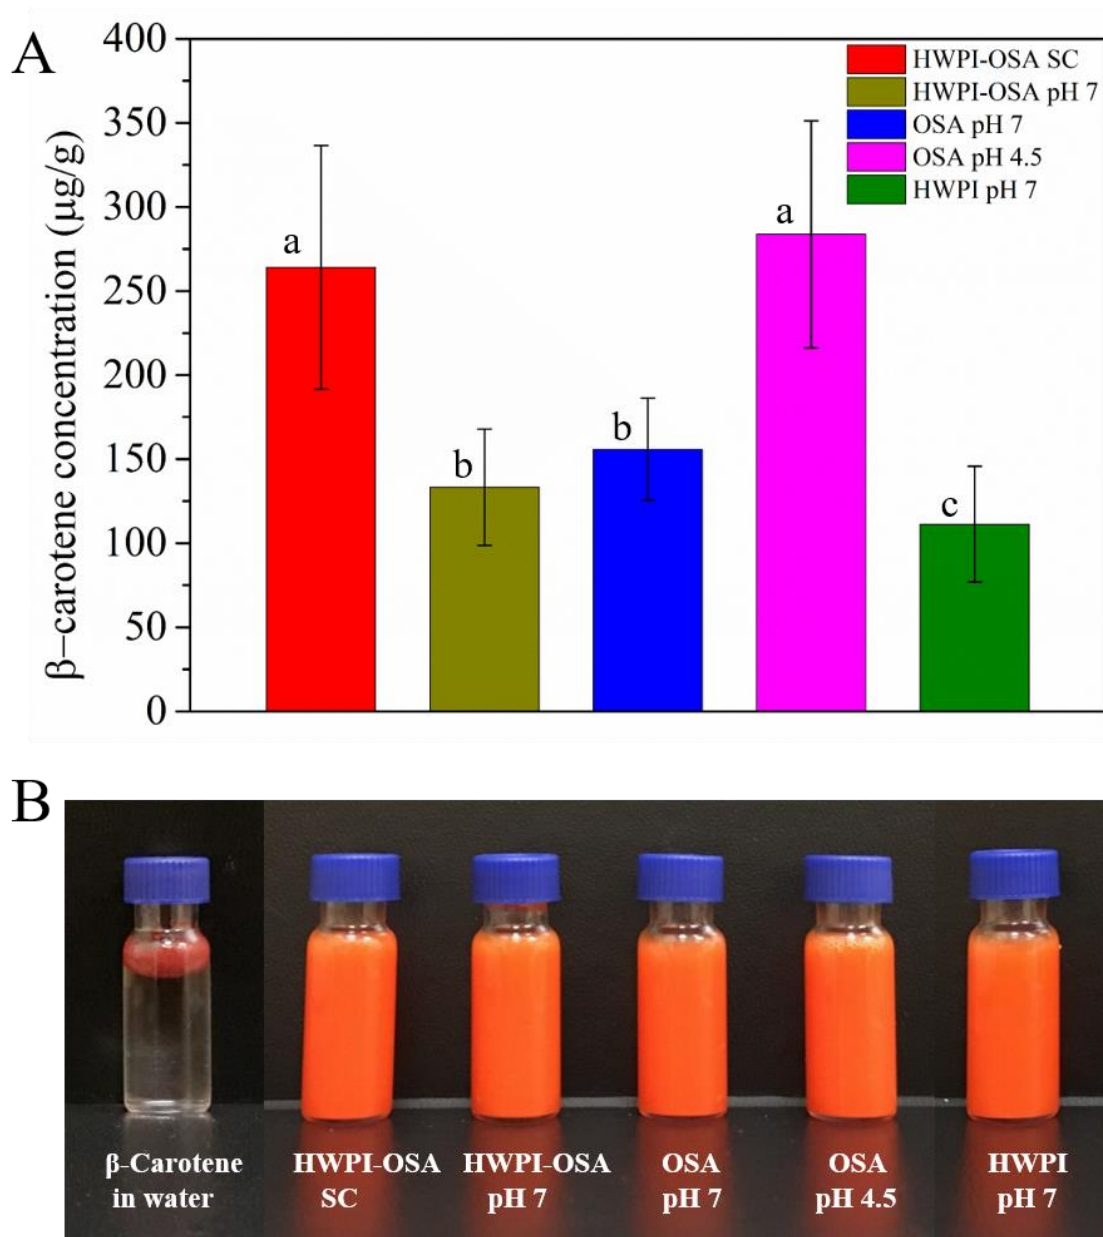 A
400
350
300
250
200
150
100
50
0
β–carotene concentration (μg/g)
HWPI-OSA SC
HWPI-OSA pH 7
OSA pH 7
OSA pH 4.5
HWPI pH 7
a
b
b
a
c
B
β-Carotene
in water
HWPI-OSA
SC
HWPI-OSA
pH 7
OSA
pH 7
OSA
pH 4.5
HWPI
pH 7